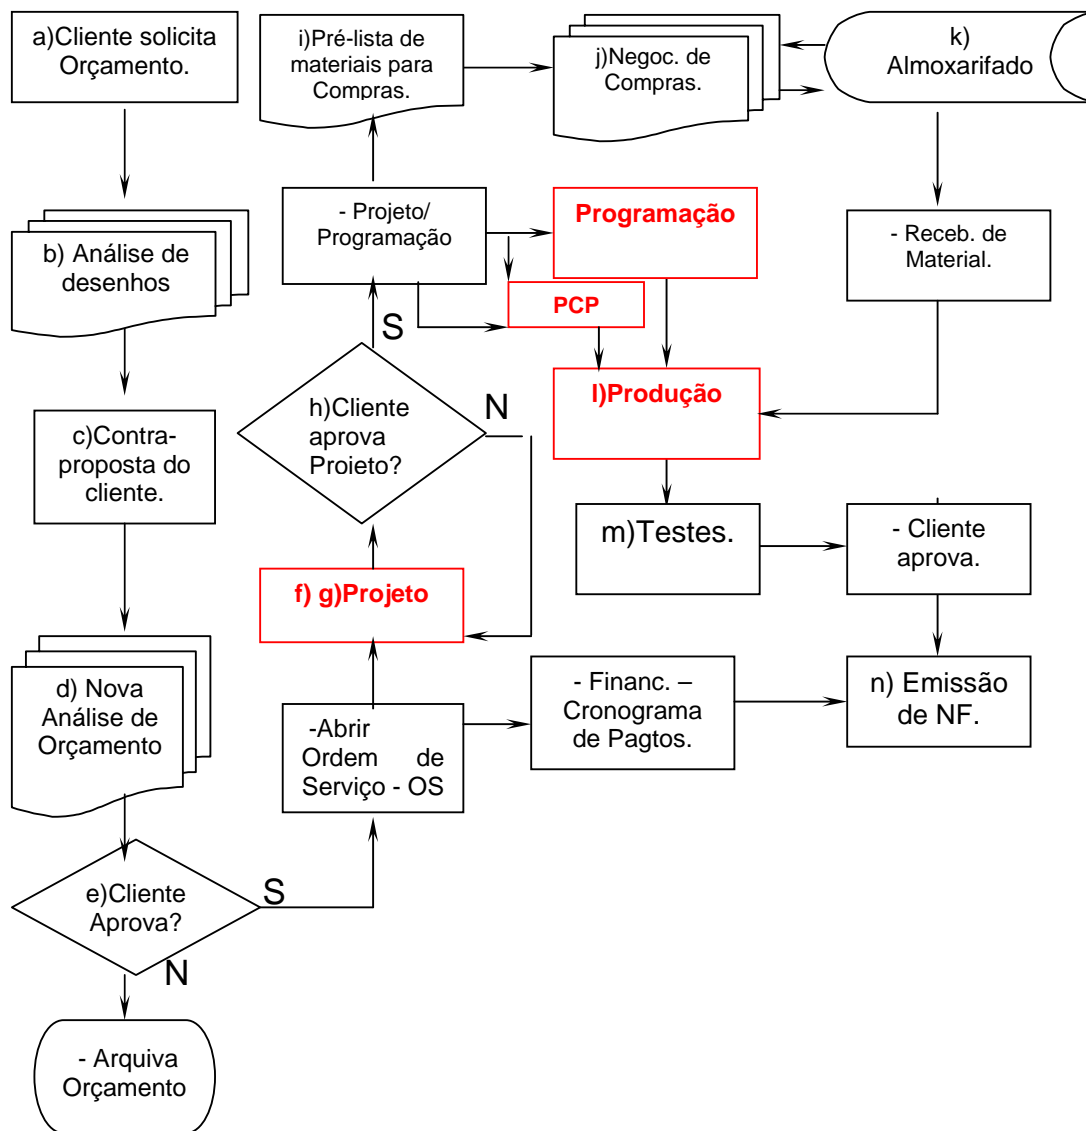 a)Cliente solicita
Orçamento.
i)Pré-lista de
materiais para
Compras.
j)Negoc. de
Compras.
k)
Almoxarifado
b) Análise de
desenhos
- Projeto/
Programação
Programação
PCP
- Receb. de
Material.
S
h)Cliente
aprova
Projeto?
N
l)Produção
c)Contra-
proposta do
cliente.
m)Testes.
- Cliente
aprova.
f) g)Projeto
d) Nova
Análise de
Orçamento
-Abrir
Ordem de
Serviço - OS
- Financ. –
Cronograma
de Pagtos.
n) Emissão
de NF.
e)Cliente
Aprova?
S
N
- Arquiva
Orçamento